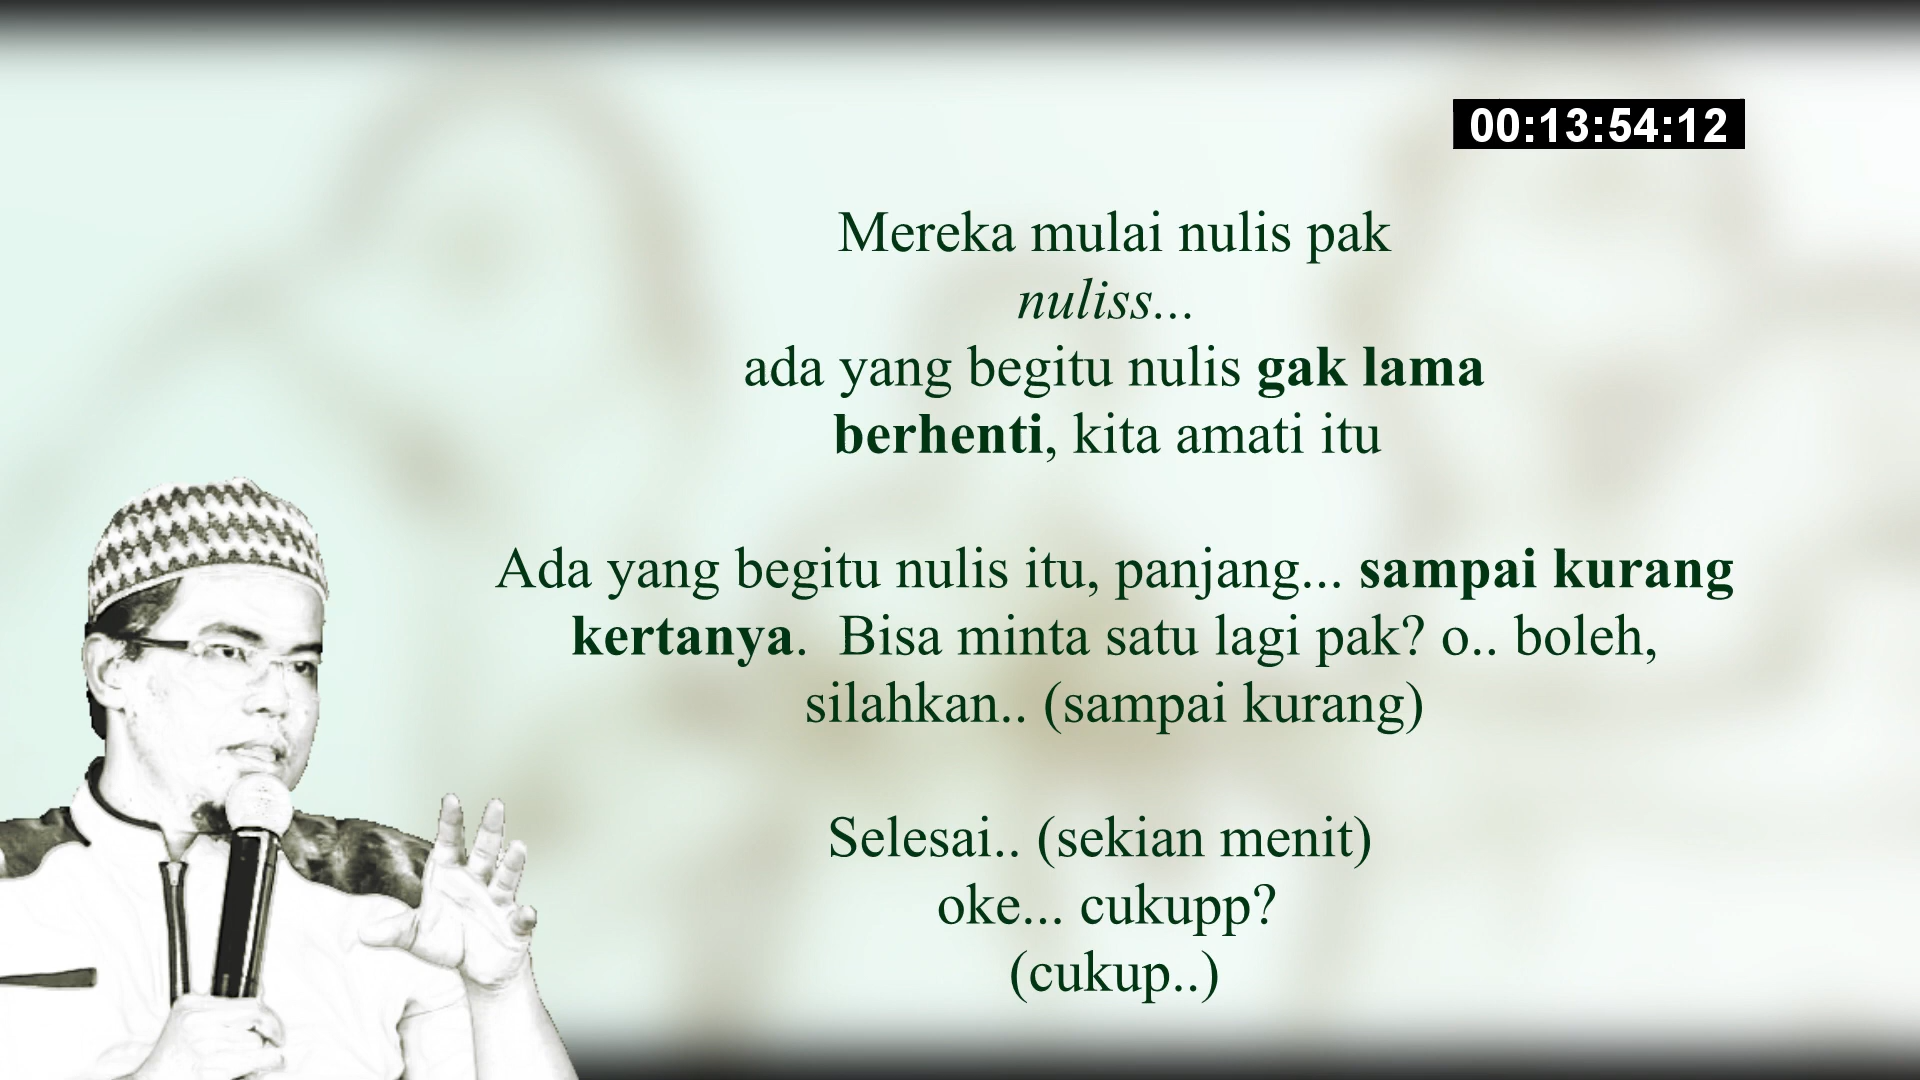 00:13:54:12
Mereka mulai nulis pak
nuliss...
ada yang begitu nulis gak lama
berhenti, kita amati itu
Ada yang begitu nulis itu, panjang... sampai kurang
kertanya.  Bisa minta satu lagi pak? o.. boleh,
silahkan.. (sampai kurang)
Selesai.. (sekian menit)
oke... cukupp?
(cukup..)